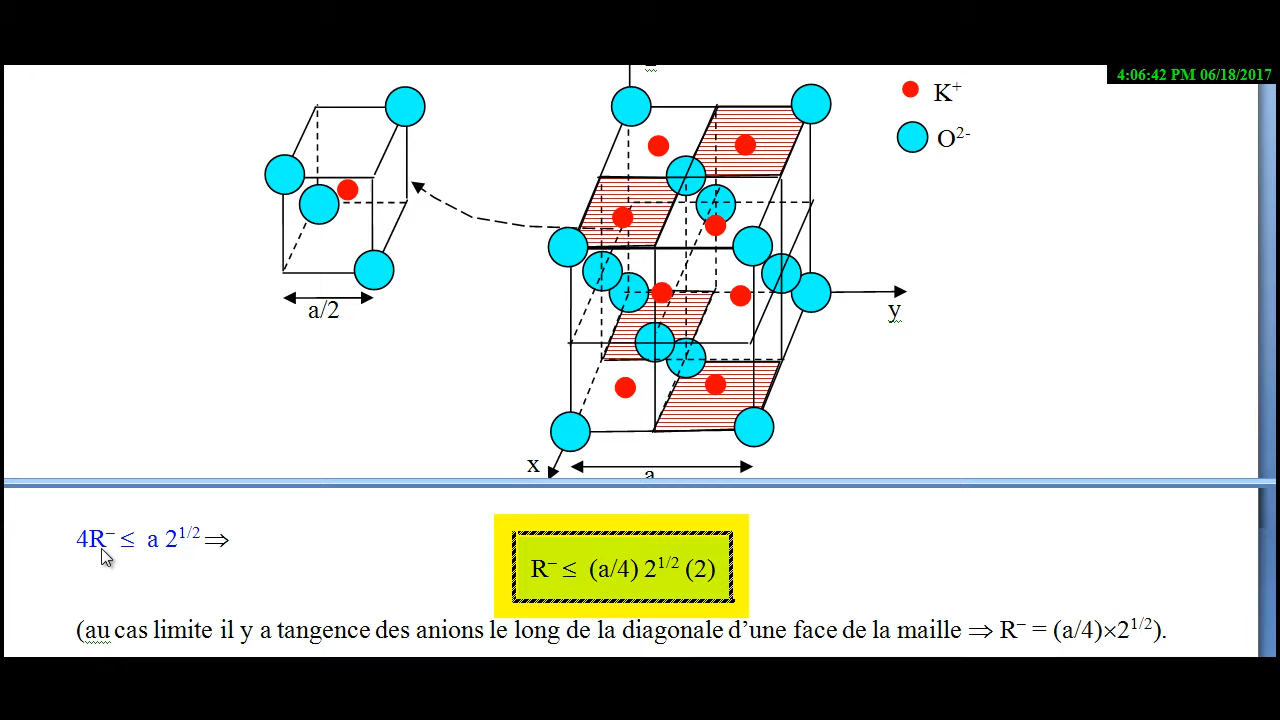 4:06:42 PM 06/18/2017
K⁺
O²⁻
a/2
y
x
a
4R⁻ ≤ a 2^1/2 ⇒
R⁻ ≤ (a/4) 2^1/2 (2)
(au cas limite il y a tangence des anions le long de la diagonale d’une face de la maille ⇒ R⁻ = (a/4)×2^1/2).